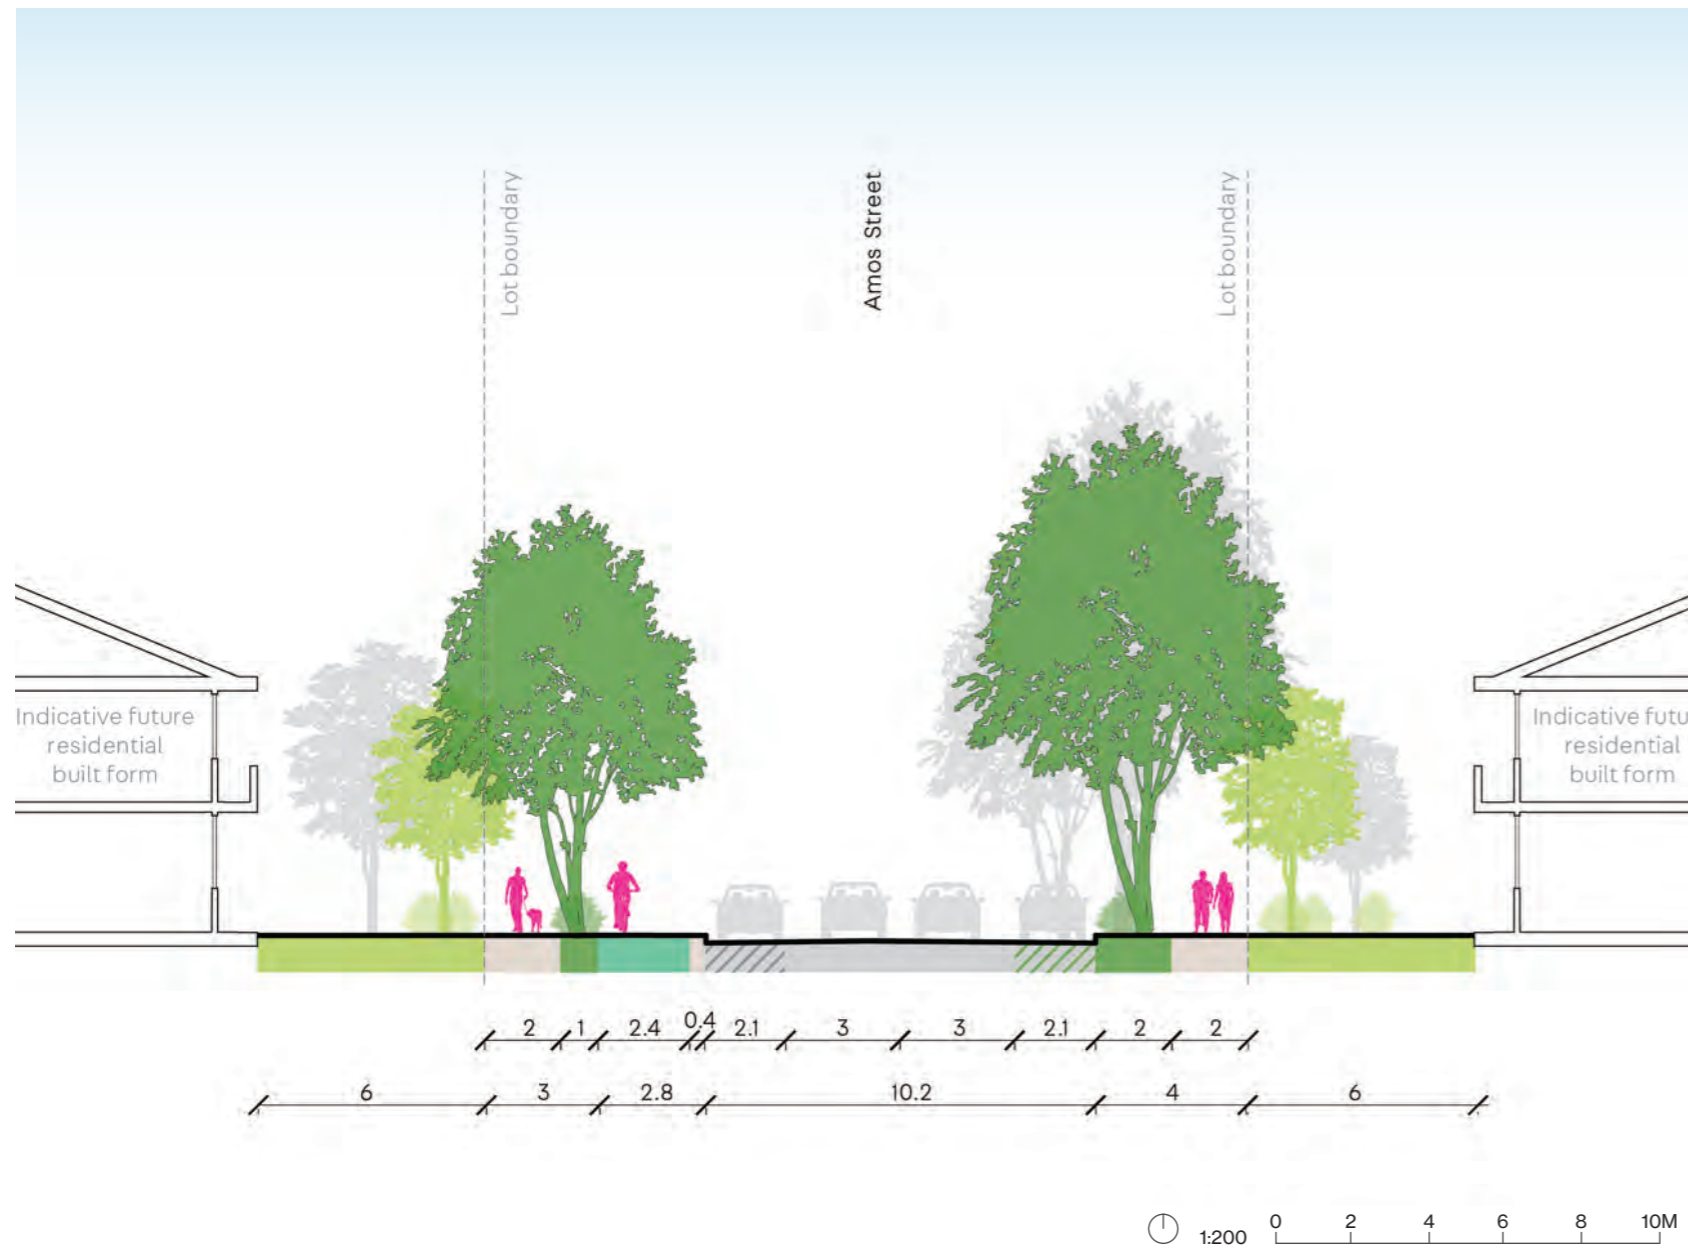 Lot boundary
Amos Street
Lot boundary
Indicative future
residential
built form
Indicative futu
residential
built form
2 1 2.4 0.4 2.1 3 3 2.1 2 2
6 3 2.8 10.2 4 6
1:200 0 2 4 6 8 10M